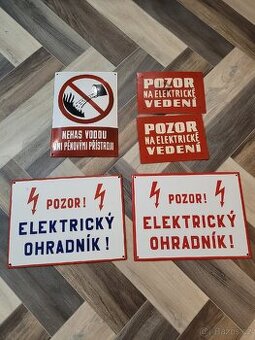 NEHAS VODOU
ANI PĚNOVÝMI PŘÍSTROJI
POZOR
NA ELEKTRICKÉ
VEDENÍ
POZOR
NA ELEKTRICKÉ
VEDENÍ
POZOR!
ELEKTRICKÝ
OHRADNÍK!
POZOR!
ELEKTRICKÝ
OHRADNÍK!